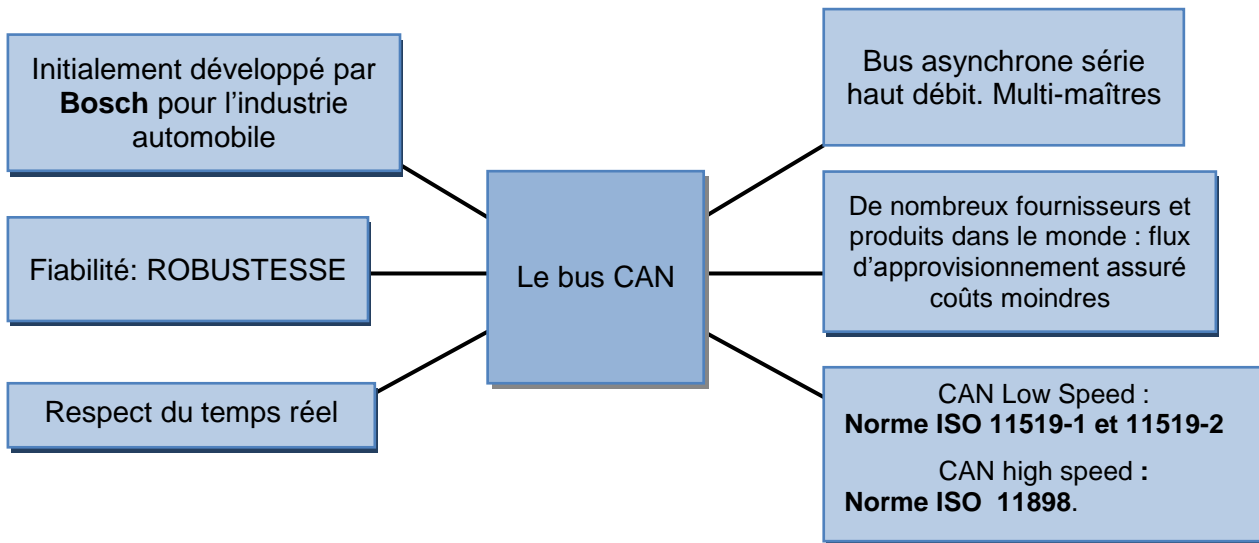 Initialement développé par
Bosch pour l'industrie
automobile
Fiabilité: ROBUSTESSE
Respect du temps réel
Le bus CAN
Bus asynchrone série
haut débit. Multi-maîtres
De nombreux fournisseurs et
produits dans le monde : flux
d'approvisionnement assuré
coûts moindres
CAN Low Speed :
Norme ISO 11519-1 et 11519-2
CAN high speed :
Norme ISO 11898.